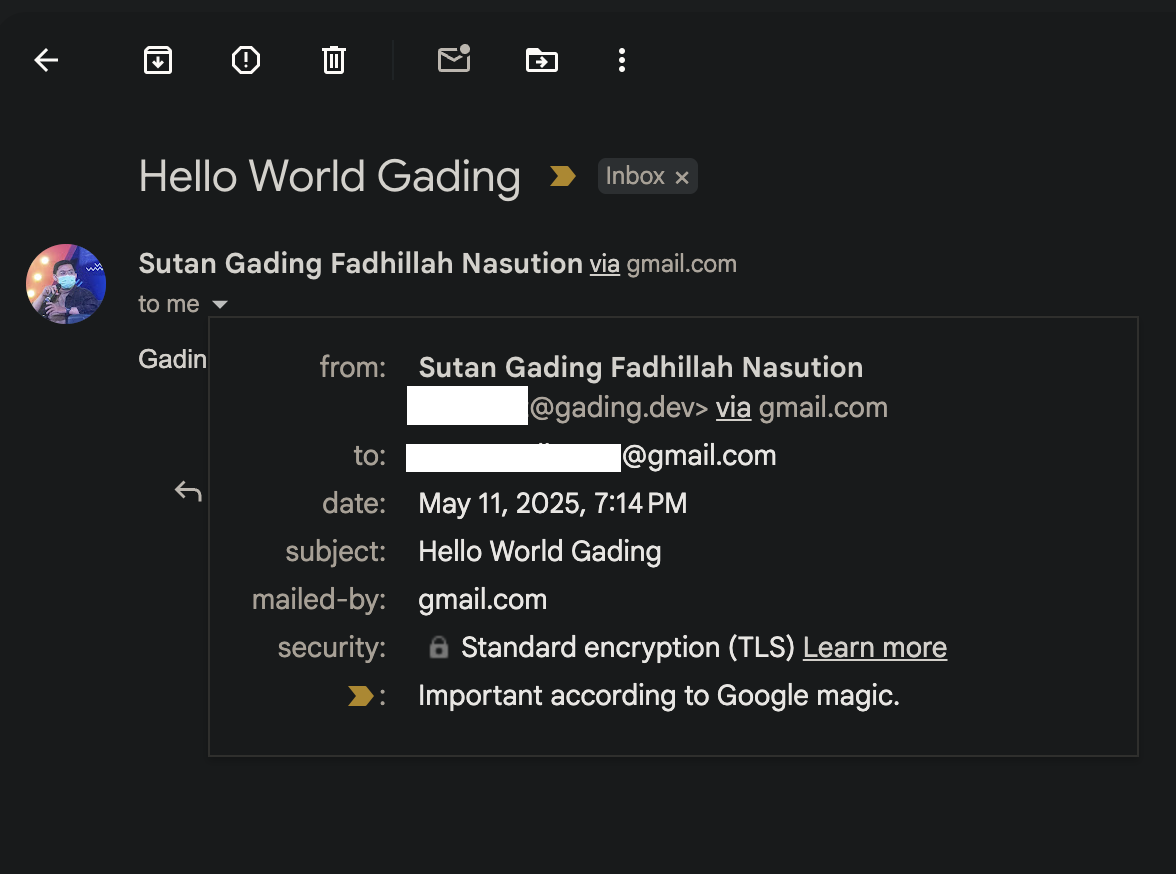 Hello World Gading Inbox ×
Sutan Gading Fadhillah Nasution via gmail.com
to me
Gadin
from: Sutan Gading Fadhillah Nasution
@gading.dev> via gmail.com
to: @gmail.com
date: May 11, 2025, 7:14 PM
subject: Hello World Gading
mailed-by: gmail.com
security: Standard encryption (TLS) Learn more
: Important according to Google magic.